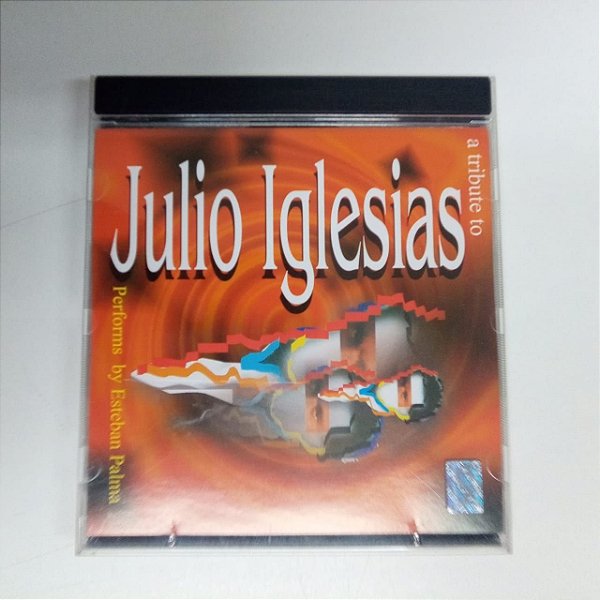 a tribute to
Julio Iglesias
Performs by Esteban Palma